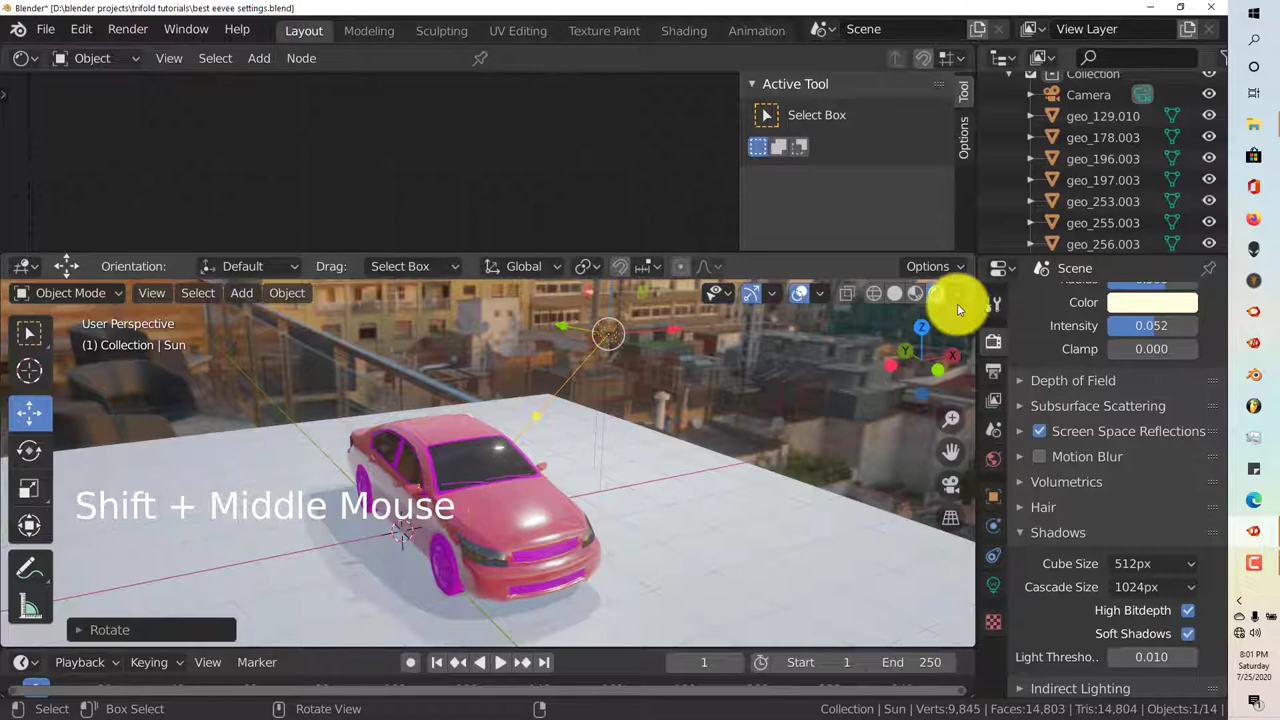 Blender* [D:\blender projects\trifold tutorials\best eevee settings.blend]
File Edit Render Window Help Layout Modeling Sculpting UV Editing Texture Paint Shading Animation Scene View Layer
Object View Select Add Node
Active Tool
Select Box
Tool
Options
Collection
Camera
geo_129.010
geo_178.003
geo_196.003
geo_197.003
geo_253.003
geo_255.003
geo_256.003
Orientation: Default Drag: Select Box Global Options
Scene
Object Mode View Select Add Object
User Perspective
(1) Collection | Sun
Z
Y
X
Color
Intensity 0.052
Clamp 0.000
Depth of Field
Subsurface Scattering
Screen Space Reflections
Motion Blur
Volumetrics
Hair
Shadows
Cube Size 512px
Cascade Size 1024px
High Bitdepth
Soft Shadows
Light Thresho.. 0.010
Indirect Lighting
Shift + Middle Mouse
Rotate
Playback Keying View Marker 1 Start 1 End 250
Select Box Select Rotate View
Collection | Sun | Verts:9,845 | Faces:14,803 | Tris:14,804 | Objects:1/14
8:01 PM
Saturday
7/25/2020